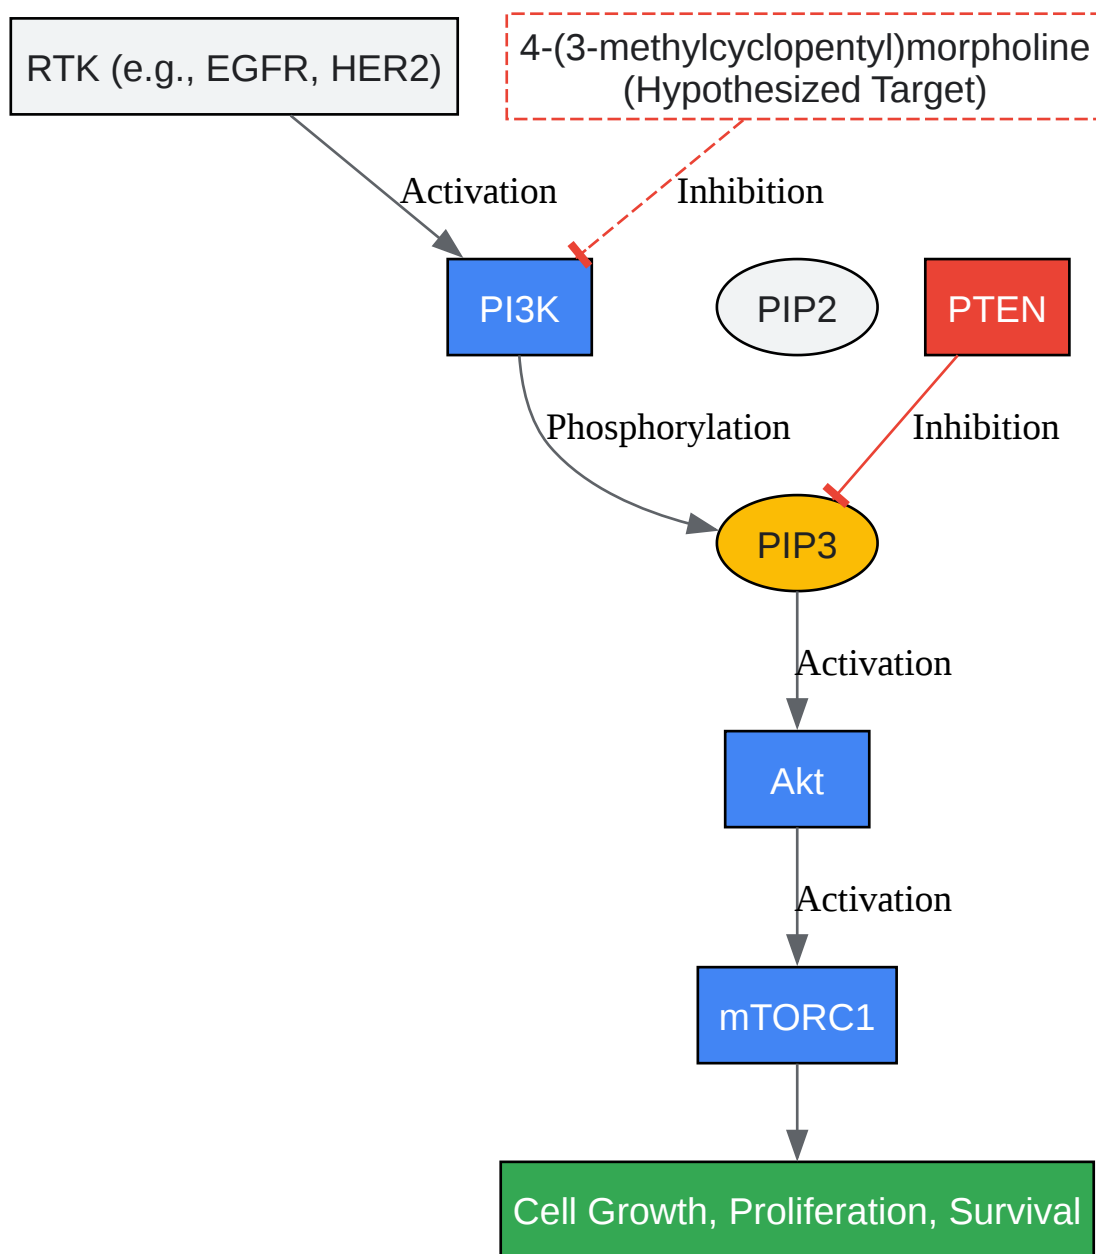 RTK (e.g., EGFR, HER2)
4-(3-methylcyclopentyl)morpholine
(Hypothesized Target)
Activation
Inhibition
PI3K
PIP2
PTEN
Phosphorylation
Inhibition
PIP3
Activation
Akt
Activation
mTORC1
Cell Growth, Proliferation, Survival